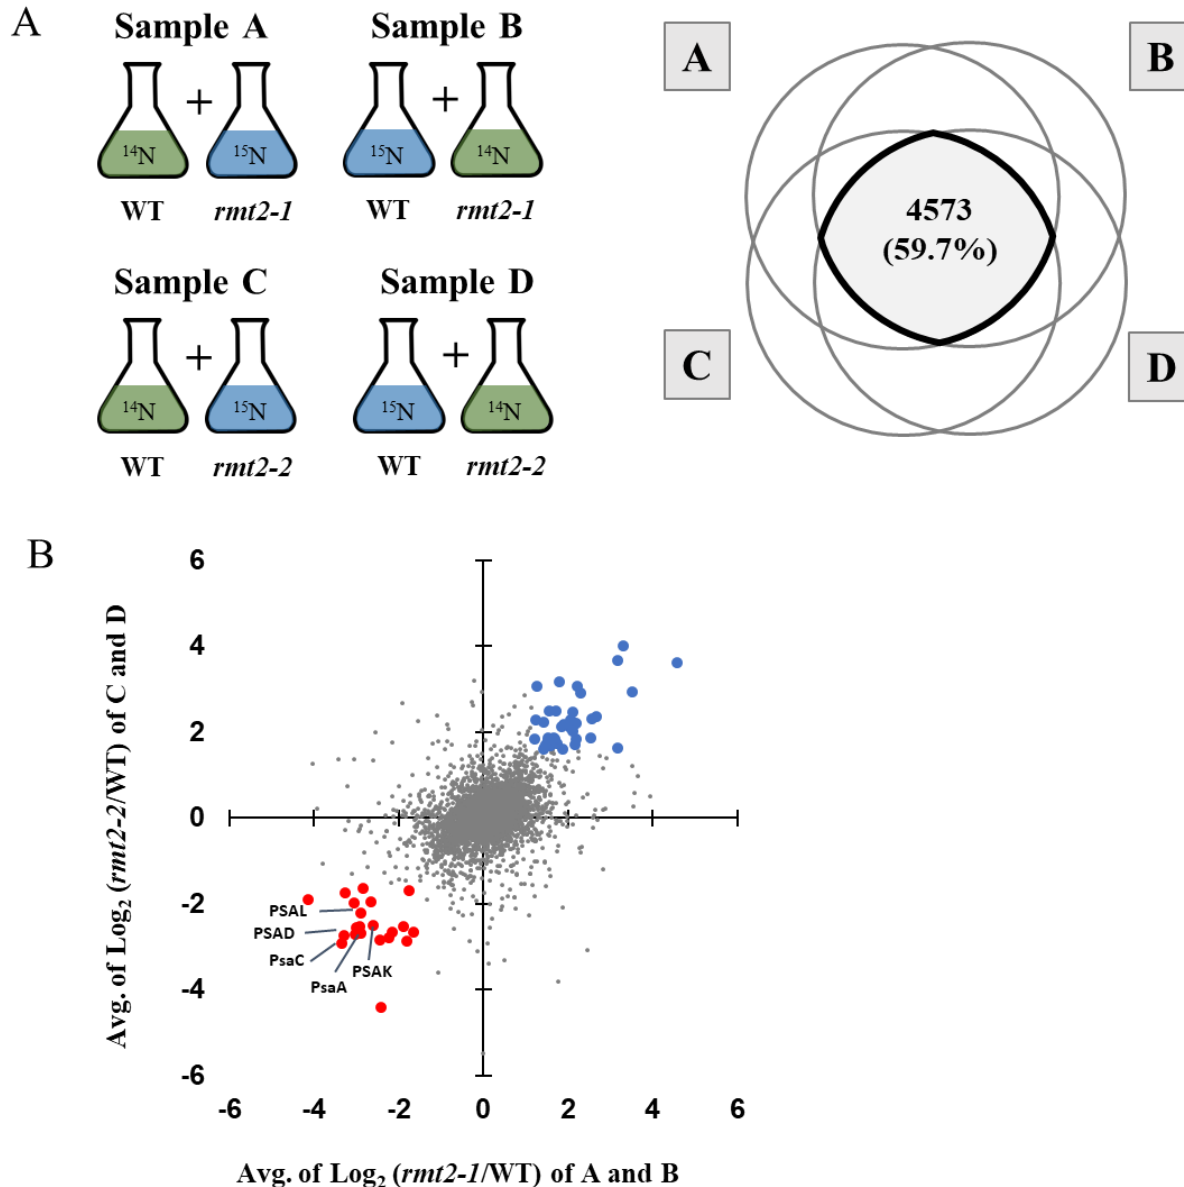 A
Sample A
Sample B
+
+
¹⁴N
¹⁵N
¹⁵N
¹⁴N
WT
rmt2-1
WT
rmt2-1
Sample C
Sample D
+
+
¹⁴N
¹⁵N
¹⁵N
¹⁴N
WT
rmt2-2
WT
rmt2-2
A
B
4573
(59.7%)
C
D
B
Avg. of Log₂ (rmt2-2/WT) of C and D
6
4
2
0
-2
-4
-6
PSAL
PSAD
PsaC
PsaA
PSAK
-6
-4
-2
0
2
4
6
Avg. of Log₂ (rmt2-1/WT) of A and B